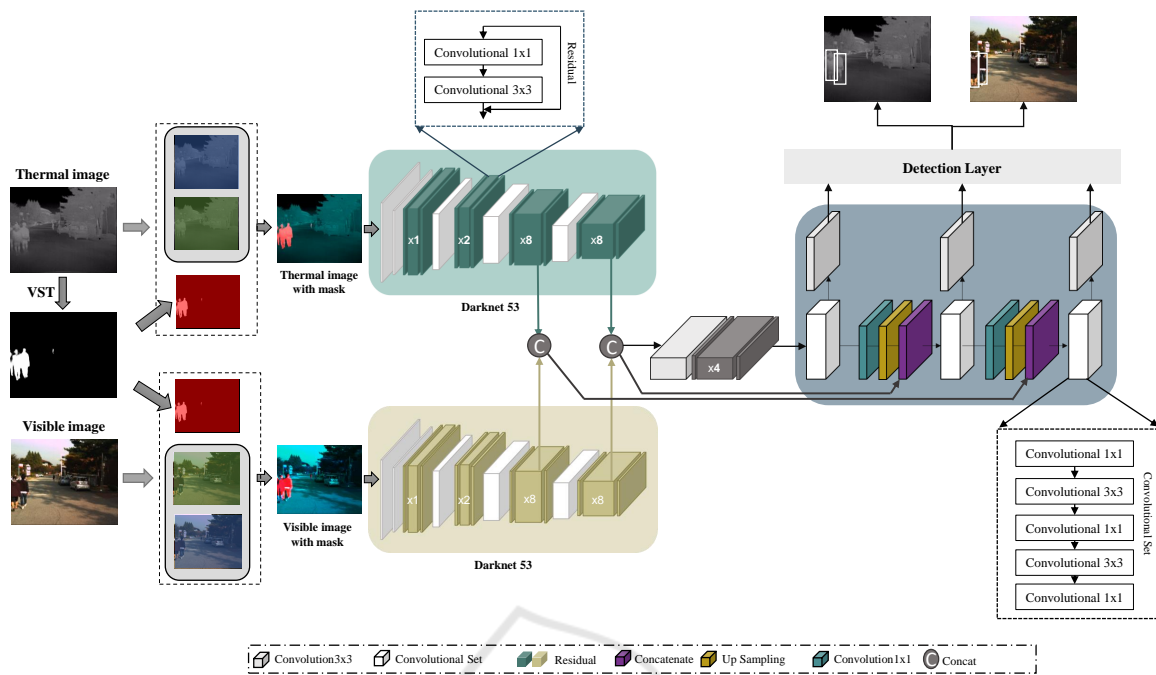 Convolutional 1x1
Convolutional 3x3
Residual
Thermal image
VST
Visible image
Thermal image
with mask
Visible image
with mask
x1
x2
x8
x8
Darknet 53
C
C
x4
x1
x2
x8
x8
Darknet 53
Detection Layer
Convolutional 1x1
Convolutional 3x3
Convolutional 1x1
Convolutional 3x3
Convolutional 1x1
Convolutional Set
Convolution3x3
Convolutional Set
Residual
Concatenate
Up Sampling
Convolution1x1
C
Concat